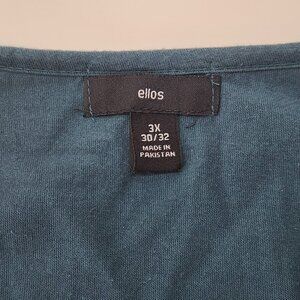 ellos
3X
30/32
MADE IN
PAKISTAN